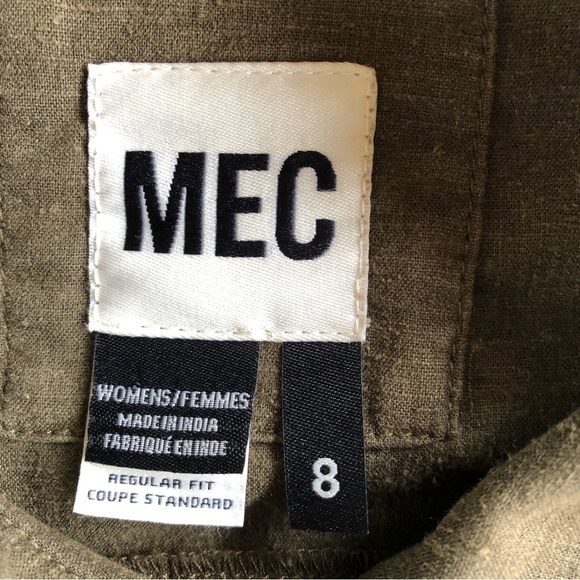 MEC
WOMENS/FEMMES
MADE IN INDIA
FABRIQUÉ EN INDE
REGULAR FIT
COUPE STANDARD
8